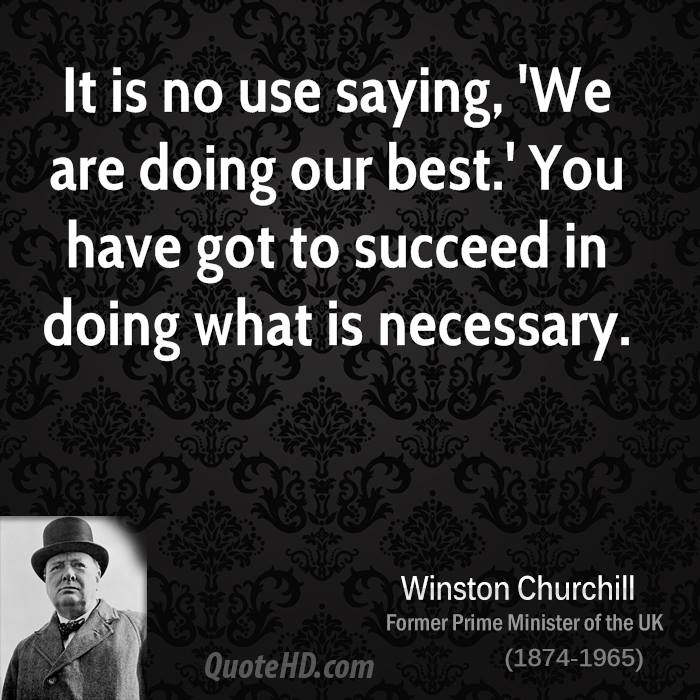 It is no use saying, 'We
are doing our best.' You
have got to succeed in
doing what is necessary.
Winston Churchill
Former Prime Minister of the UK
(1874-1965)
QuoteHD.com